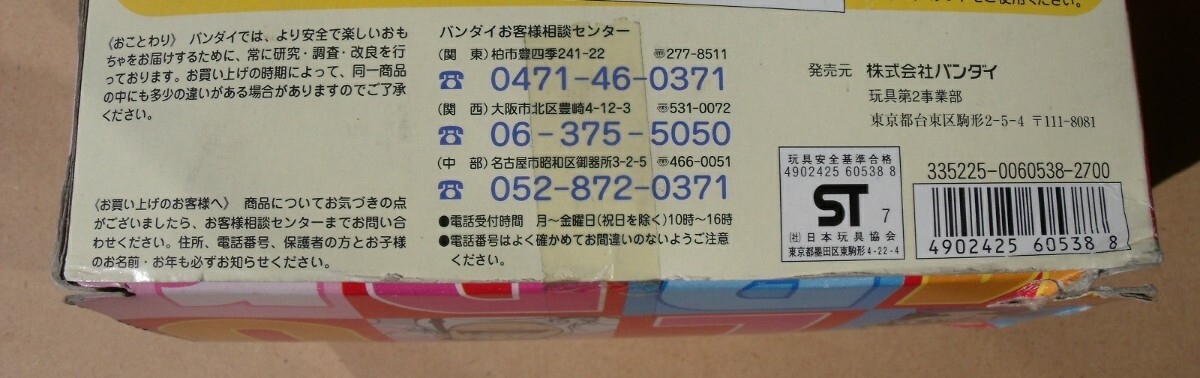 《おことわり》 バンダイでは、より安全で楽しいおも
ちゃをお届けするために、常に研究・調査・改良を行
っております。お買い上げの時期によって、同一商品
の中にも多少の違いがある場合がありますのでご了承
ください。
《お買い上げのお客様へ》 商品についてお気づきの点
がございましたら、お客様相談センターまでお問い合
わせください。住所、電話番号、保護者の方とお子様
のお名前・お年も必ずお知らせください。
バンダイお客様相談センター
(関 東)柏市豊四季241-22 〠277-8511
☎ 0471-46-0371
(関 西)大阪市北区豊崎4-12-3 〠531-0072
☎ 06-375-5050
(中 部)名古屋市昭和区御器所3-2-5 〠466-0051
☎ 052-872-0371
●電話受付時間 月〜金曜日(祝日を除く)10時〜16時
●電話番号はよく確かめてお間違いのないようご注意
ください。
をご使用ください。
発売元 株式会社バンダイ
玩具第2事業部
東京都台東区駒形2-5-4 〒111-8081
玩具安全基準合格
4902425 60538 8
ST 7
(社)日本玩具協会
東京都墨田区東駒形4-22-4
335225-0060538-2700
4902425 60538 8